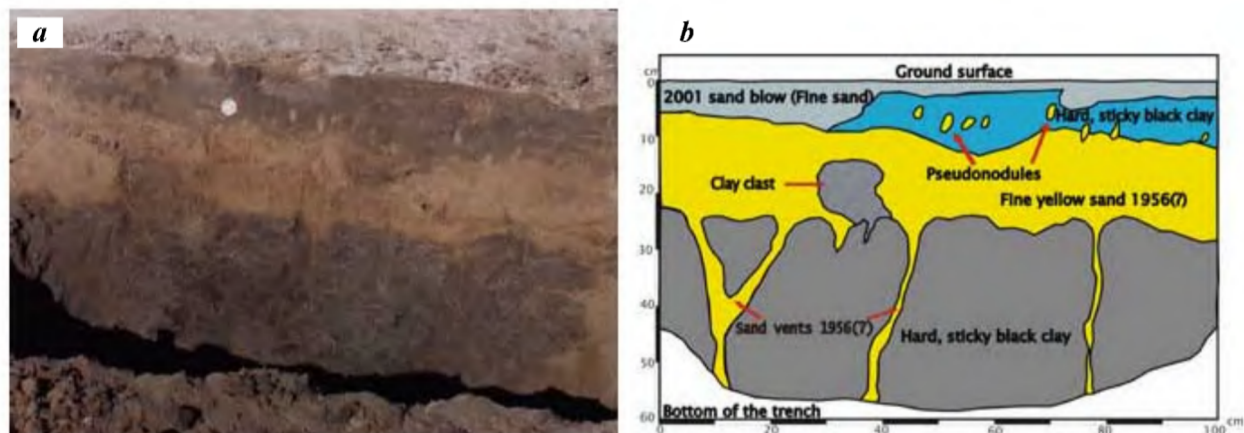 a
b
cm
0
10
20
30
40
50
60
Ground surface
2001 sand blow (Fine sand)
Hard, sticky black clay
Pseudonodules
Clay clast
Fine yellow sand 1956(?)
Sand vents 1956(?)
Hard, sticky black clay
Bottom of the trench
0
20
40
60
80
100
cm